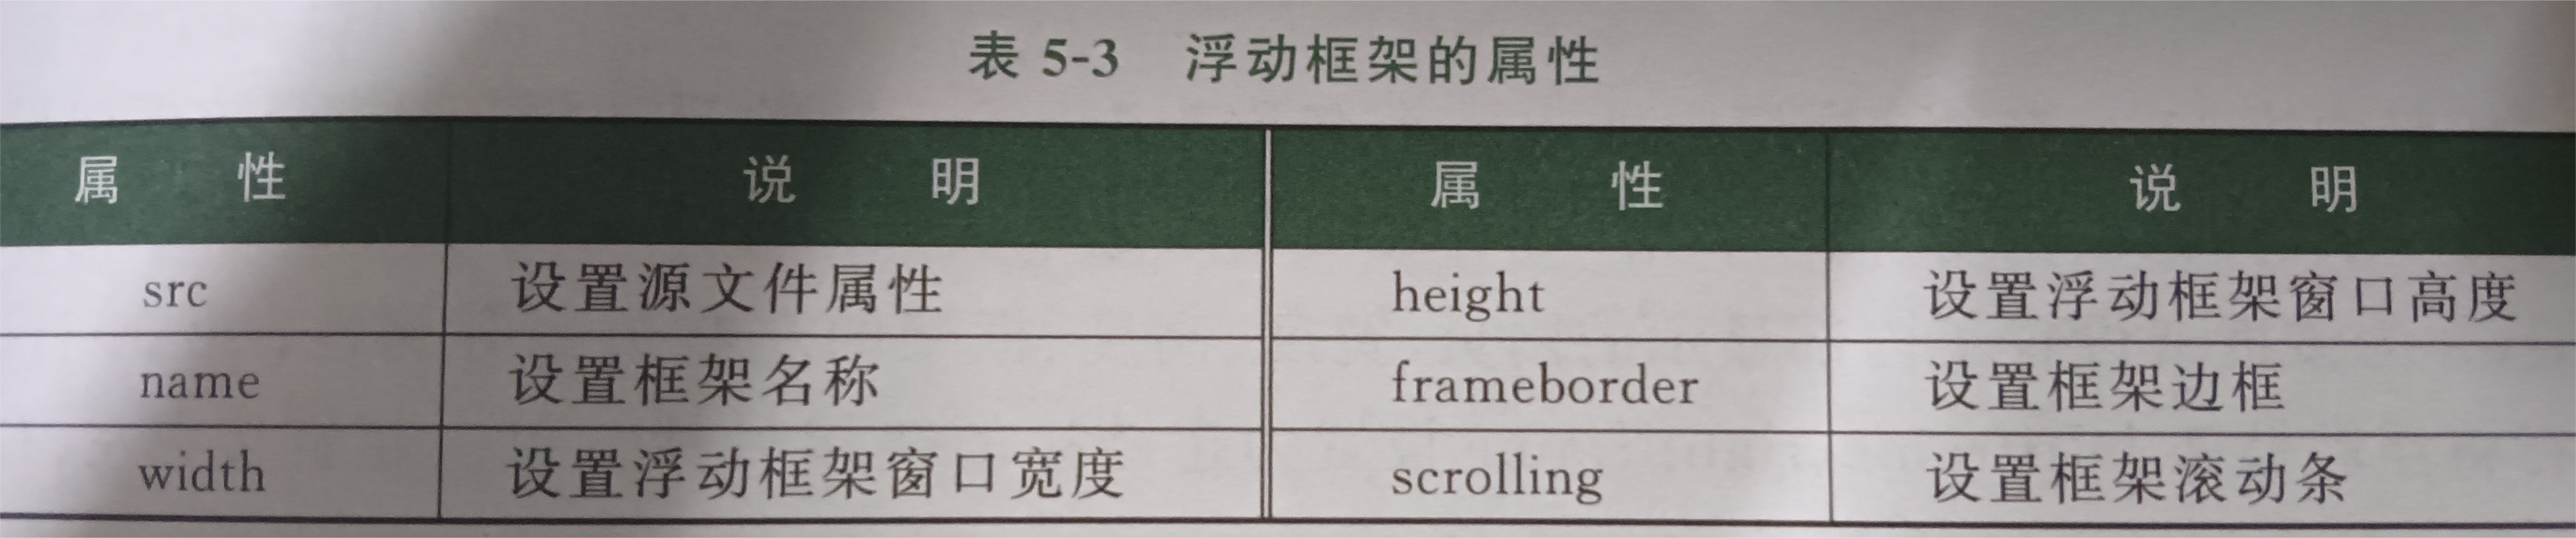 表 5-3 浮动框架的属性
属 性 说 明 属 性 说 明
src 设置源文件属性 height 设置浮动框架窗口高度
name 设置框架名称 frameborder 设置框架边框
width 设置浮动框架窗口宽度 scrolling 设置框架滚动条